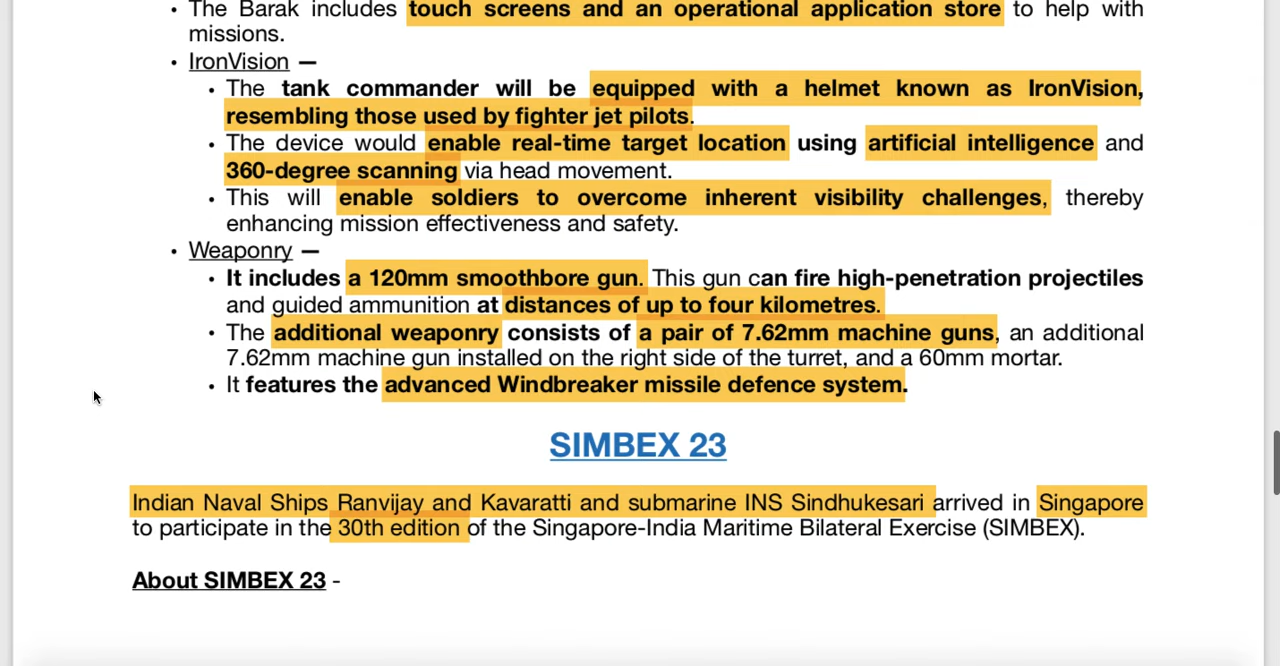 • The Barak includes touch screens and an operational application store to help with
missions.
• IronVision —
• The tank commander will be equipped with a helmet known as IronVision,
resembling those used by fighter jet pilots.
• The device would enable real-time target location using artificial intelligence and
360-degree scanning via head movement.
• This will enable soldiers to overcome inherent visibility challenges, thereby
enhancing mission effectiveness and safety.
• Weaponry —
• It includes a 120mm smoothbore gun. This gun can fire high-penetration projectiles
and guided ammunition at distances of up to four kilometres.
• The additional weaponry consists of a pair of 7.62mm machine guns, an additional
7.62mm machine gun installed on the right side of the turret, and a 60mm mortar.
• It features the advanced Windbreaker missile defence system.
SIMBEX 23
Indian Naval Ships Ranvijay and Kavaratti and submarine INS Sindhukesari arrived in Singapore
to participate in the 30th edition of the Singapore-India Maritime Bilateral Exercise (SIMBEX).
About SIMBEX 23 -